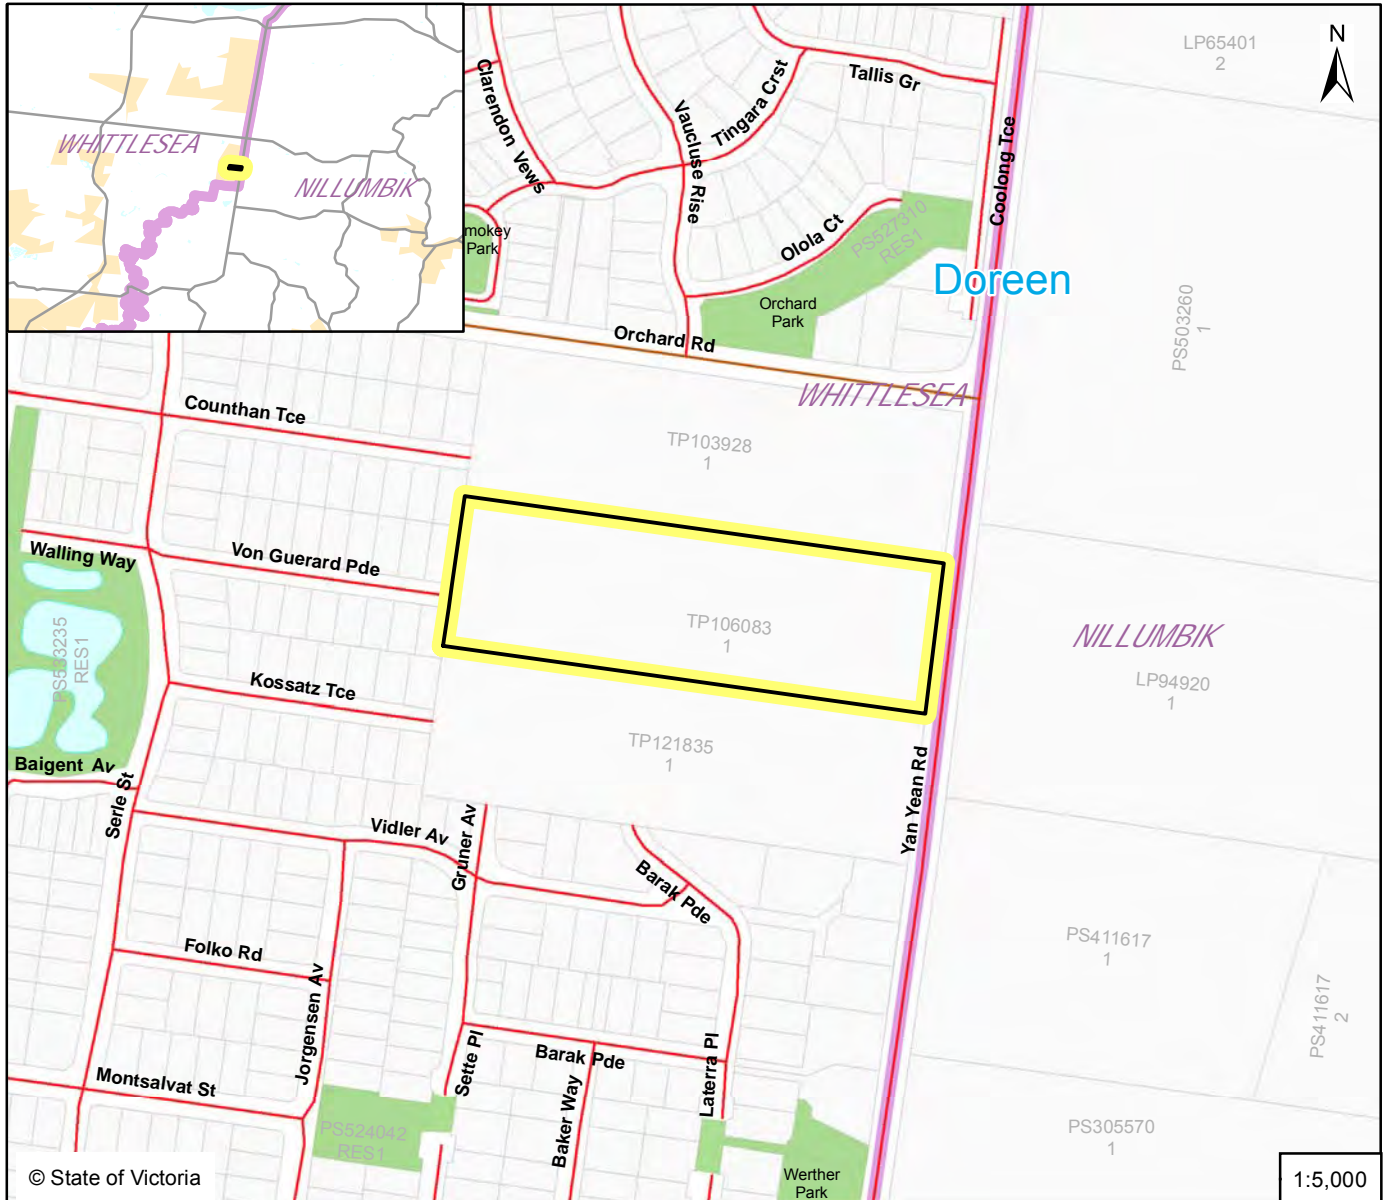 WHITTLESEA
NILLUMBIK
N
LP65401
2
Tallis Gr
Clarendon Vews
Vaucluse Rise
Tingara Crst
Coolong Tce
mokey
Park
Olola Ct
PS527310
RES1
Doreen
Orchard
Park
Orchard Rd
PS503260
1
WHITTLESEA
Counthan Tce
TP103928
1
Walling Way
Von Guerard Pde
TP106083
1
NILLUMBIK
PS533235
RES1
LP94920
1
Kossatz Tce
TP121835
1
Baigent Av
Serle St
Vidler Av
Gruner Av
Yan Yean Rd
Barak Pde
PS411617
1
Folko Rd
PS411617
2
Jorgensen Av
Sette Pl
Barak Pde
Laterra Pl
Montsalvat St
Baker Way
PS524042
RES1
PS305570
1
Werther
Park
© State of Victoria
1:5,000